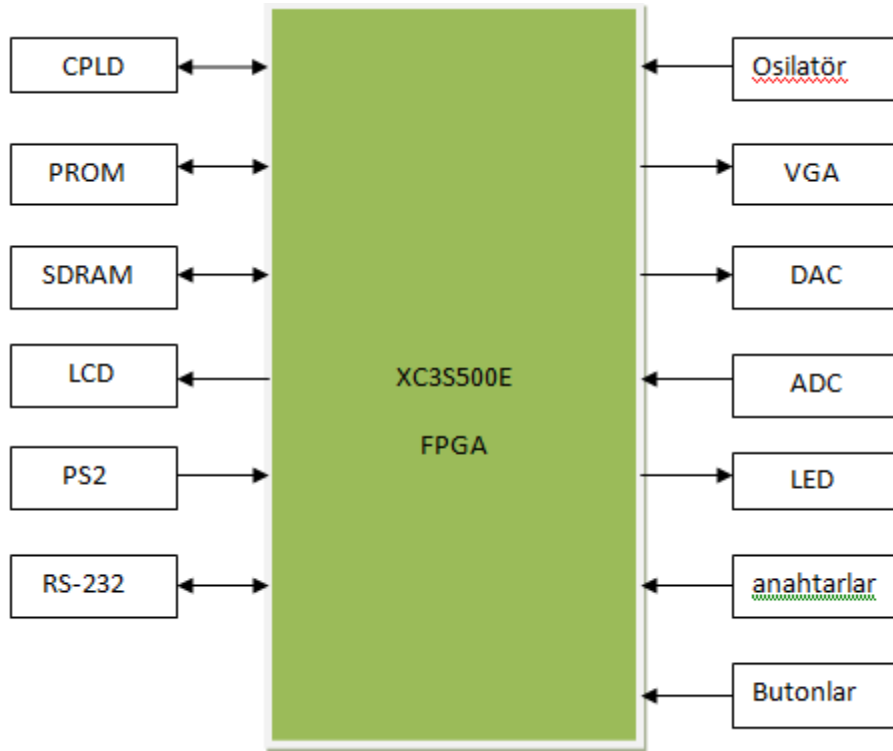 CPLD
PROM
SDRAM
LCD
PS2
RS-232
XC3S500E
FPGA
Osilatör
VGA
DAC
ADC
LED
anahtarlar
Butonlar